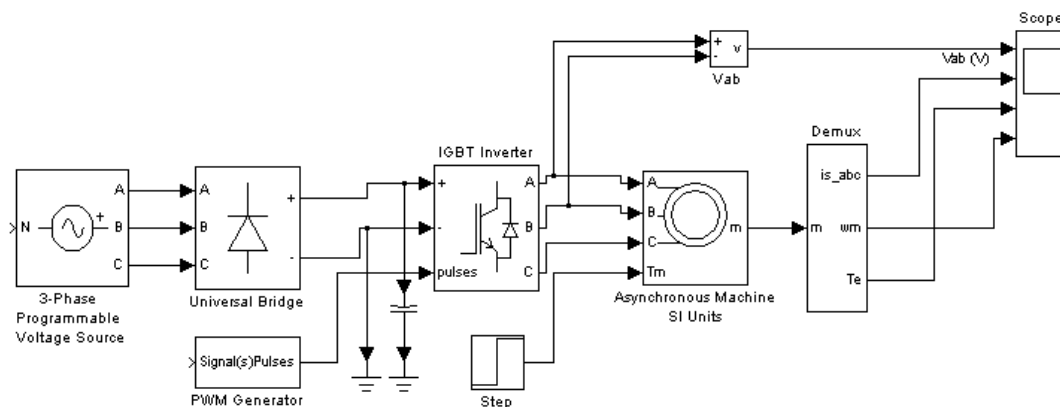 Scope
+
-
v
Vab
Vab (V)
Demux
IGBT Inverter
is_abc
m
wm
Te
N
+
A
B
C
3-Phase
Programmable
Voltage Source
A
B
C
+
-
Universal Bridge
+
-
pulses
A
B
C
A
B
C
Tm
m
Asynchronous Machine
SI Units
Signal(s)Pulses
PWM Generator
Step